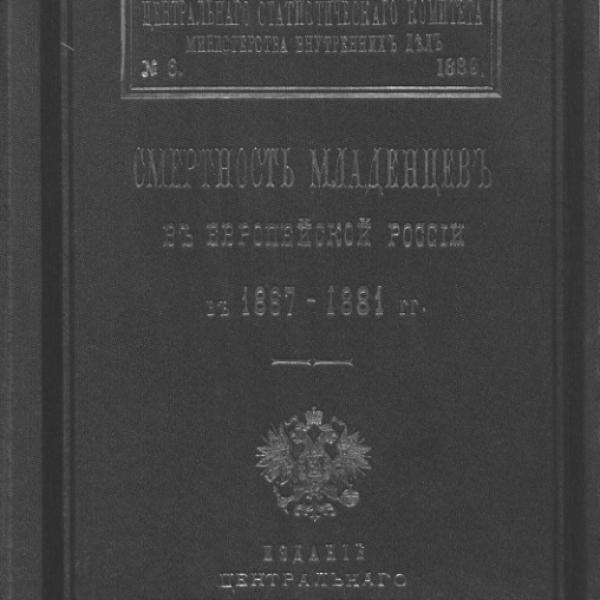 ЦЕНТРАЛЬНАГО СТАТИСТИЧЕСКАГО КОМИТЕТА
МИНИСТЕРСТВА ВНУТРЕННИХЪ ДѢЛЪ
№ 6. 1889.
СМЕРТНОСТЬ МЛАДЕНЦЕВЪ
ВЪ ЕВРОПЕЙСКОЙ РОССІИ
ВЪ 1867 - 1881 ГГ.
ИЗДАНІЕ
ЦЕНТРАЛЬНАГО